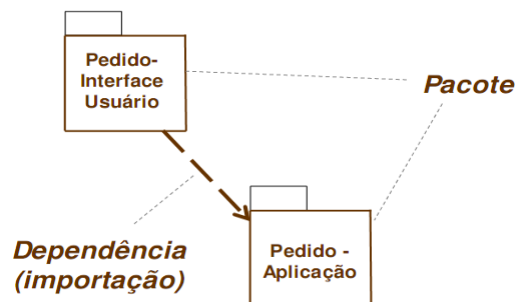 Pedido-
Interface
Usuário
Pacote
Dependência
(importação)
Pedido -
Aplicação